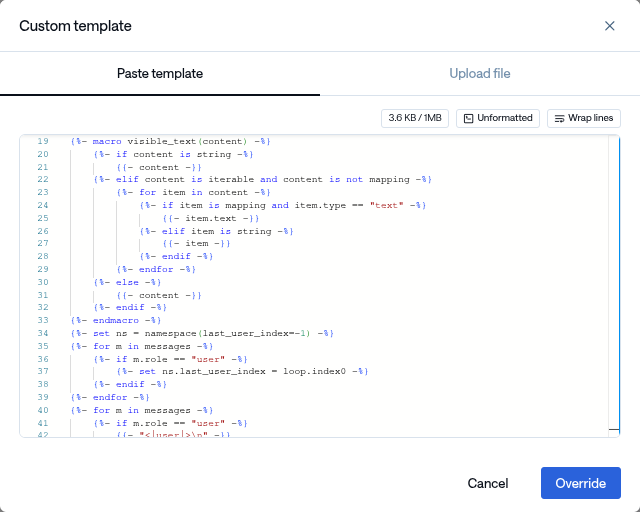 Custom template
Paste template
Upload file
3.6 KB / 1MB
Unformatted
Wrap lines
19 {%- macro visible_text(content) -%}
20 {%- if content is string -%}
21 {{- content -}}
22 {%- elif content is iterable and content is not mapping -%}
23 {%- for item in content -%}
24 {%- if item is mapping and item.type == "text" -%}
25 {{- item.text -}}
26 {%- elif item is string -%}
27 {{- item -}}
28 {%- endif -%}
29 {%- endfor -%}
30 {%- else -%}
31 {{- content -}}
32 {%- endif -%}
33 {%- endmacro -%}
34 {%- set ns = namespace(last_user_index=-1) -%}
35 {%- for m in messages -%}
36 {%- if m.role == "user" -%}
37 {%- set ns.last_user_index = loop.index0 -%}
38 {%- endif -%}
39 {%- endfor -%}
40 {%- for m in messages -%}
41 {%- if m.role == "user" -%}
42 {{- "<|user|>\n" -}}
Cancel
Override